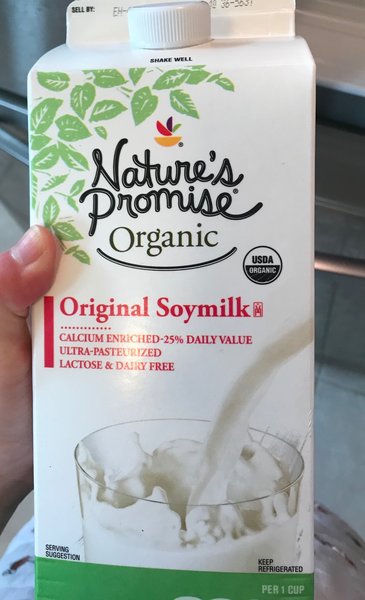 SELL BY:
SHAKE WELL
Nature's
Promise
Organic
USDA
ORGANIC
Original Soymilk
CALCIUM ENRICHED-25% DAILY VALUE
ULTRA-PASTEURIZED
LACTOSE & DAIRY FREE
SERVING
SUGGESTION
KEEP
REFRIGERATED
PER 1 CUP